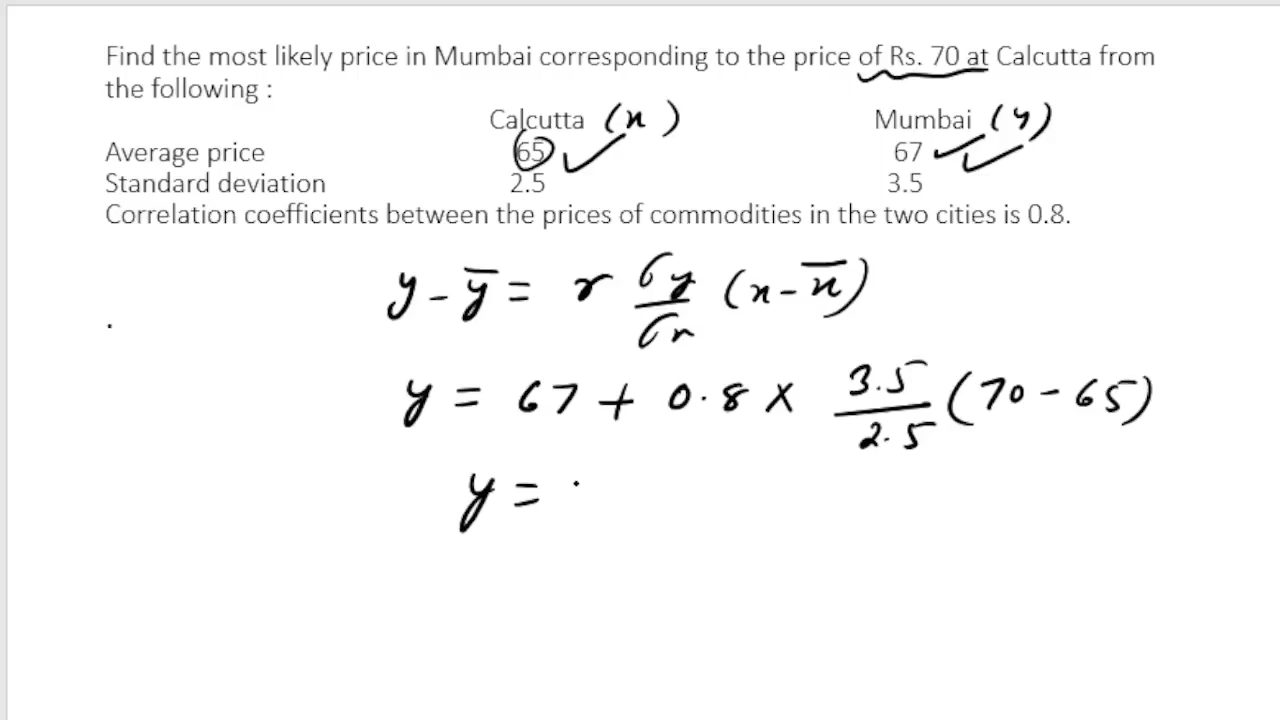 Find the most likely price in Mumbai corresponding to the price of Rs. 70 at Calcutta from
the following :
Calcutta (x) Mumbai (y)
Average price 65 67
Standard deviation 2.5 3.5
Correlation coefficients between the prices of commodities in the two cities is 0.8.
y - ȳ = r σy/σx (x - x̄)
.
y = 67 + 0.8 × 3.5/2.5 (70 - 65)
y =